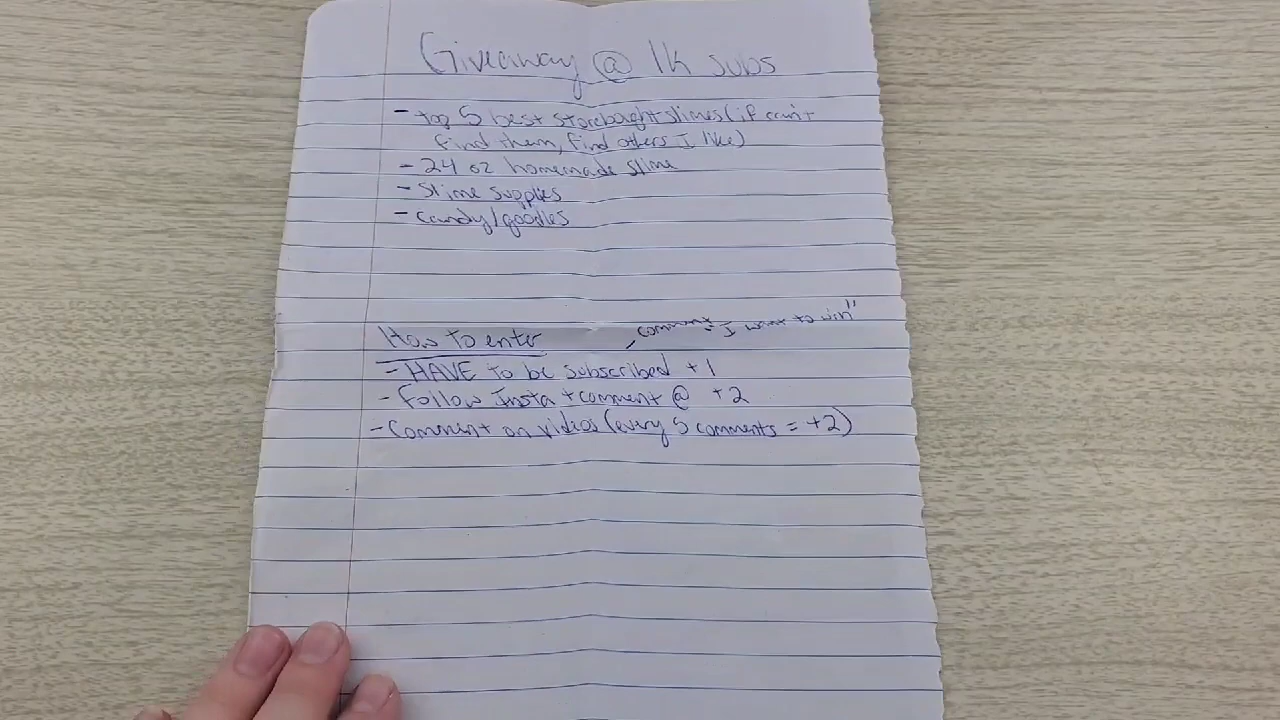 Giveaway @ 1k subs
- top 5 best storebought slimes (if can't
find them, find others I like)
- 24 oz homemade slime
- Slime supplies
- Candy/goodies
How to enter
comment "I want to win"
- HAVE to be subscribed +1
- Follow Insta + comment @ +2
- Comment on videos (every 5 comments = +2)